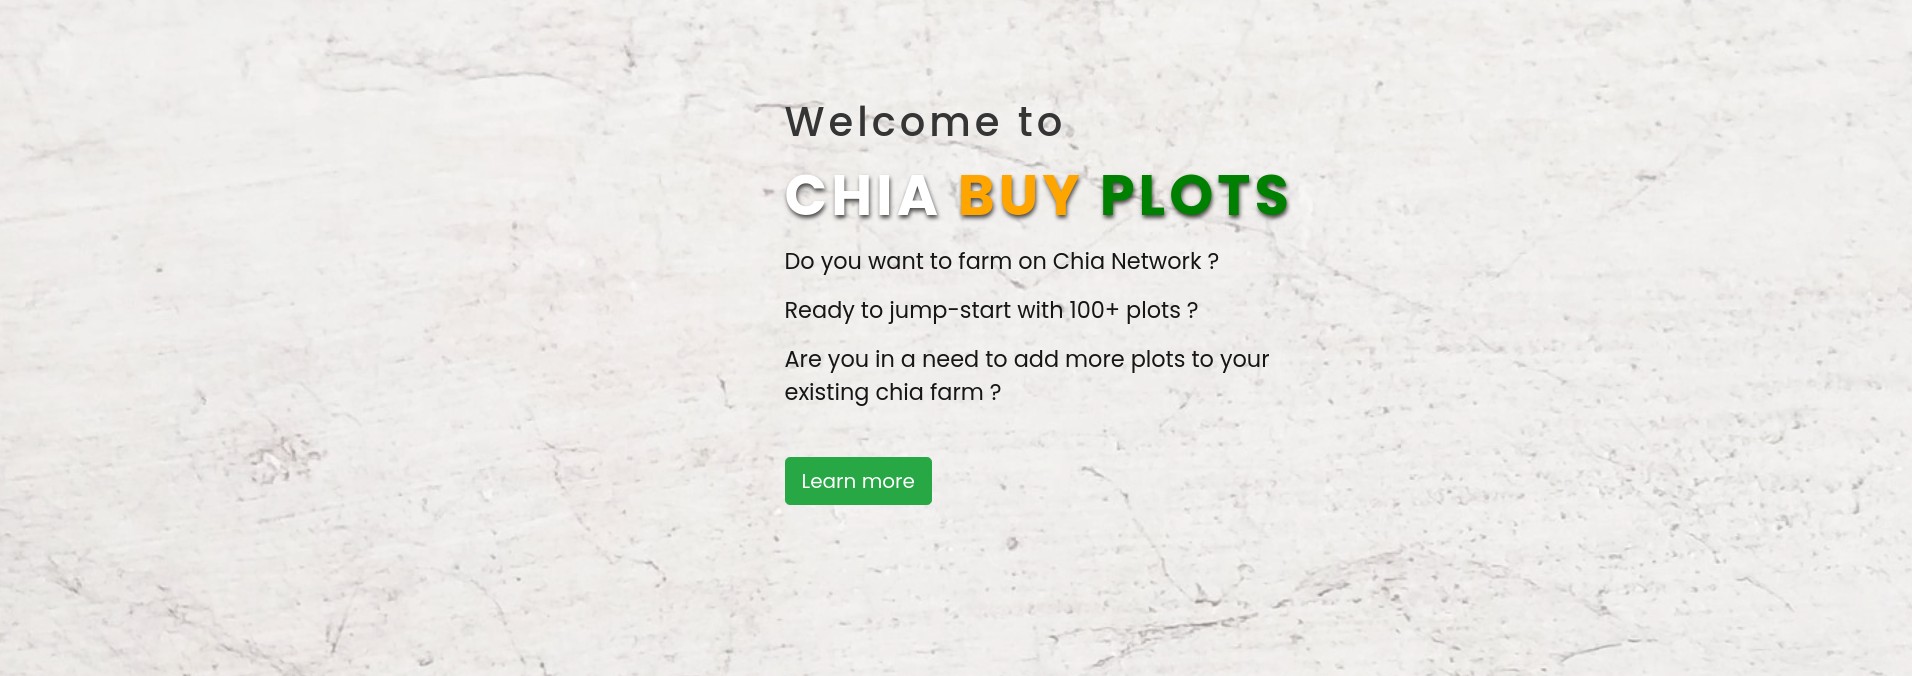 Welcome to
CHIA BUY PLOTS
Do you want to farm on Chia Network ?
Ready to jump-start with 100+ plots ?
Are you in a need to add more plots to your
existing chia farm ?
Learn more